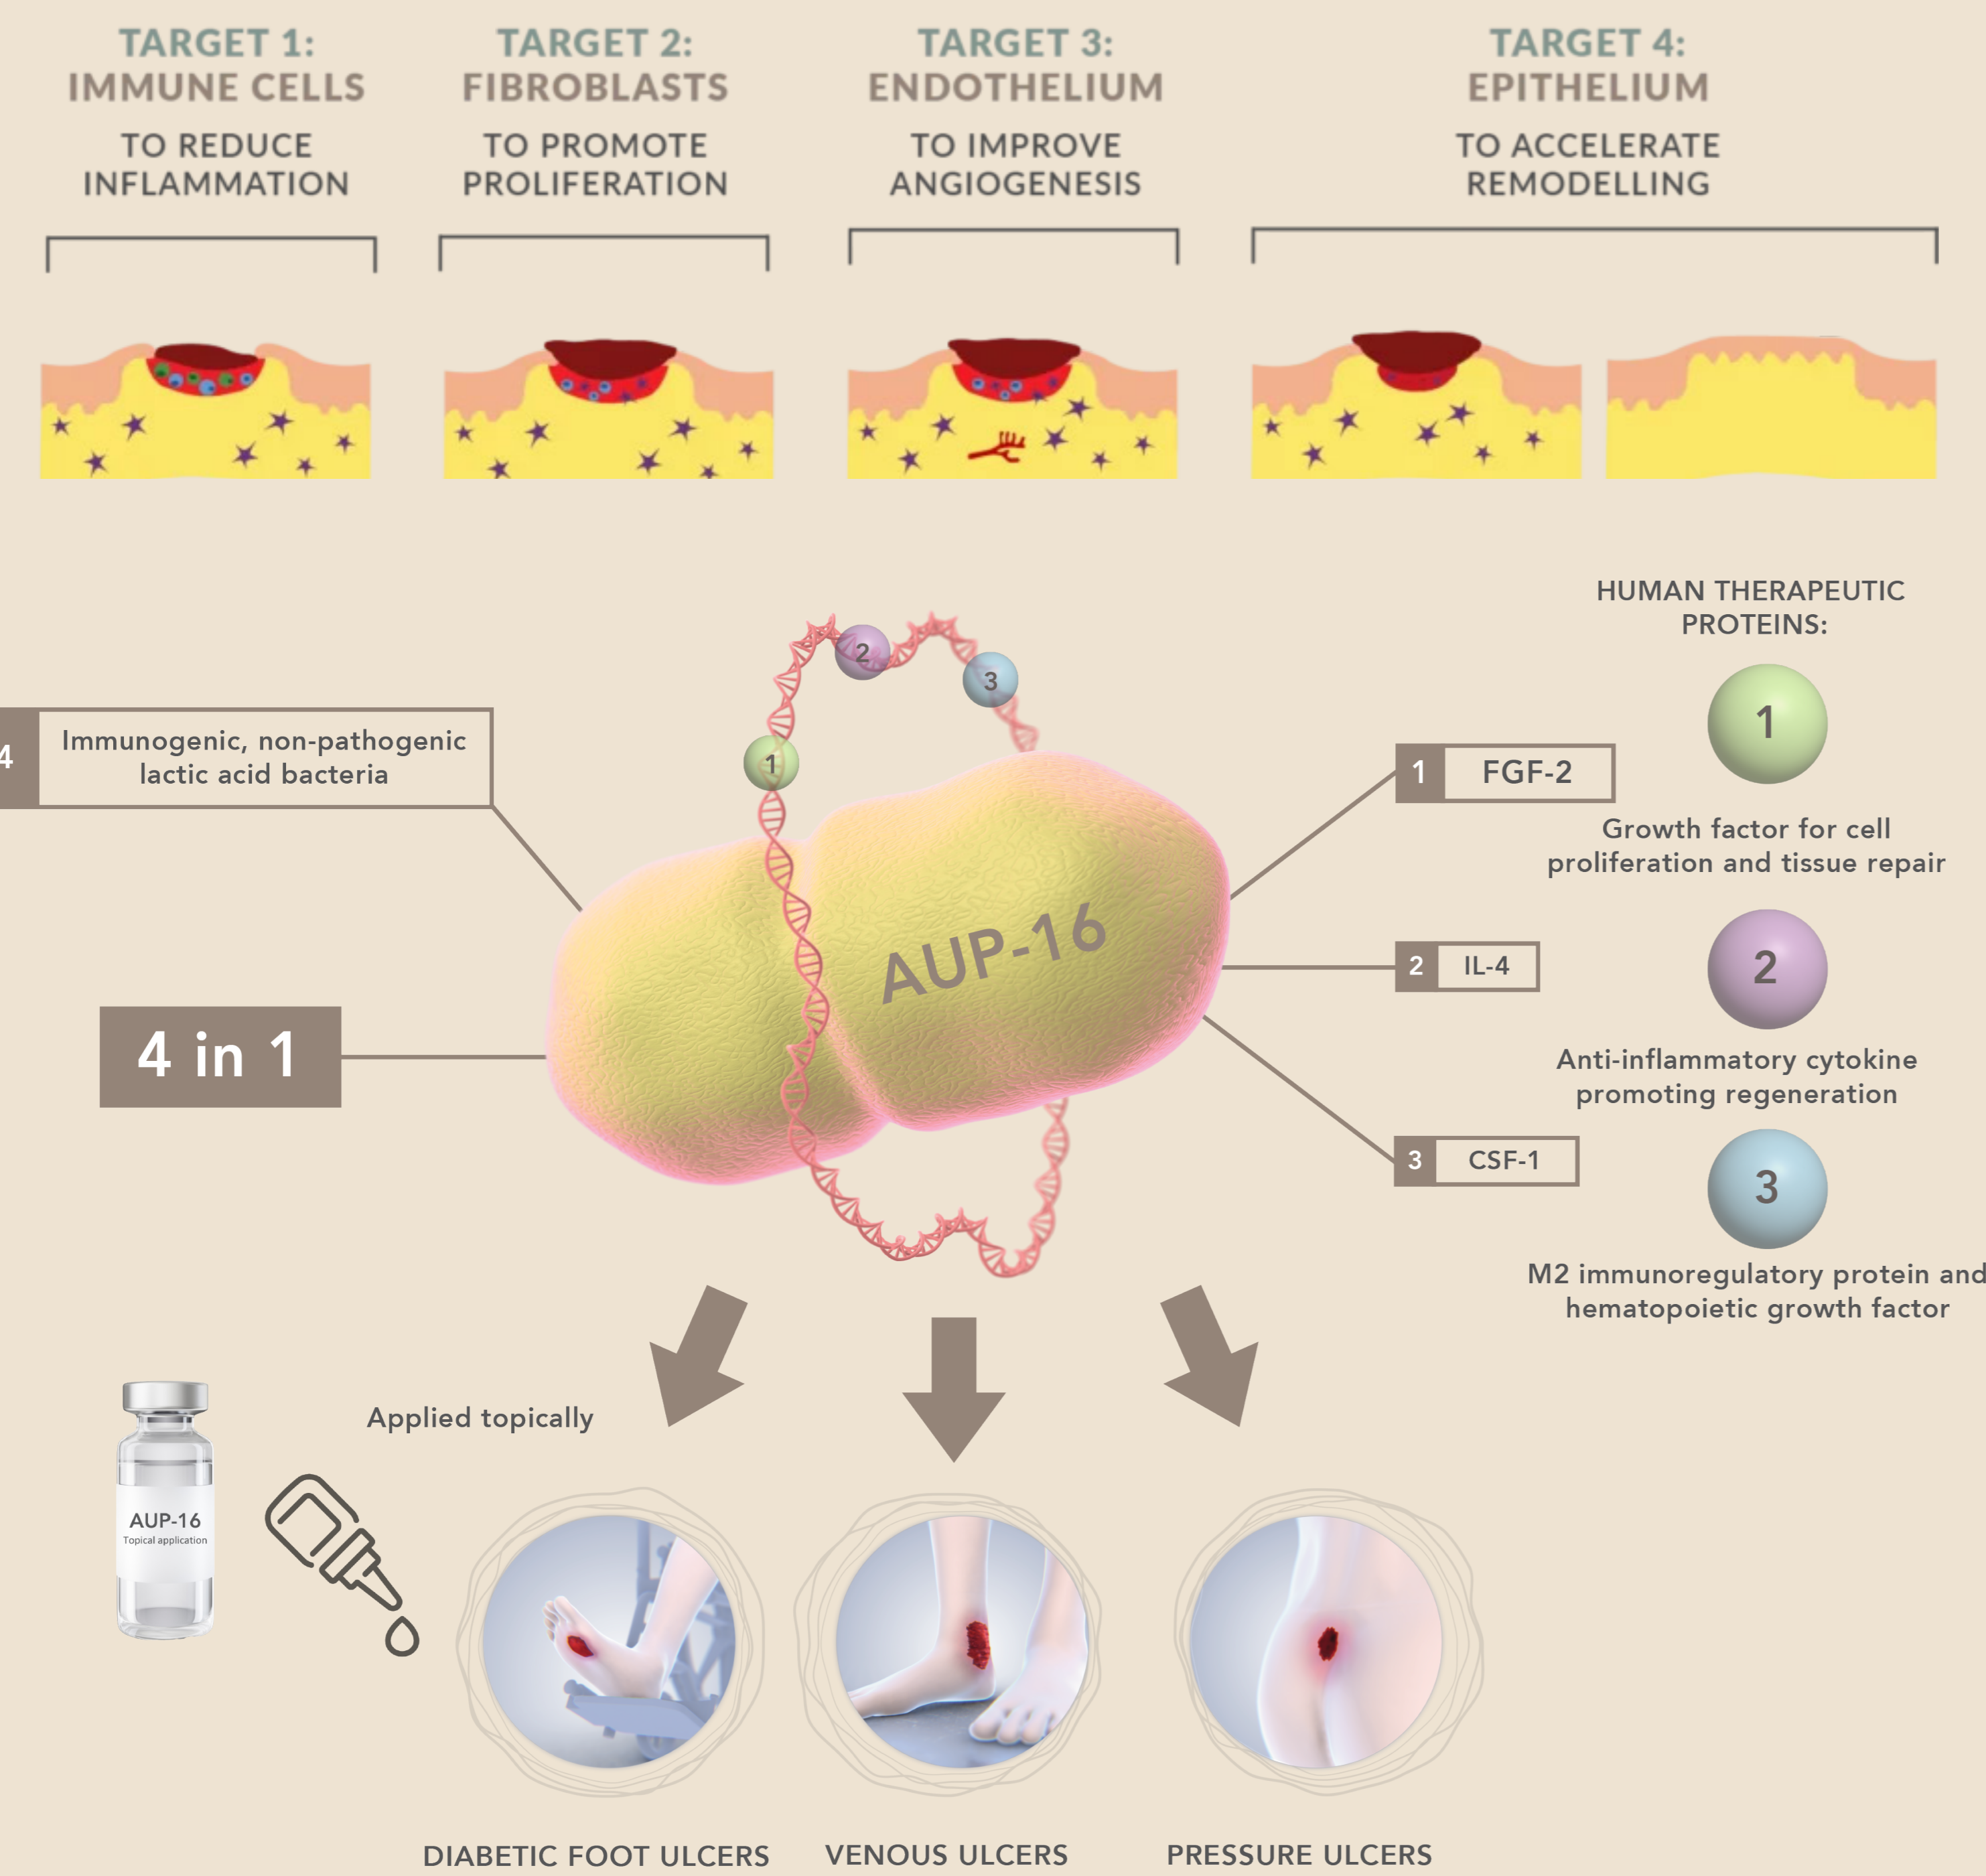 TARGET 1:
IMMUNE CELLS
TO REDUCE
INFLAMMATION
TARGET 2:
FIBROBLASTS
TO PROMOTE
PROLIFERATION
TARGET 3:
ENDOTHELIUM
TO IMPROVE
ANGIOGENESIS
TARGET 4:
EPITHELIUM
TO ACCELERATE
REMODELLING
4
Immunogenic, non-pathogenic
lactic acid bacteria
4 in 1
1
2
3
AUP-16
1 FGF-2
2 IL-4
3 CSF-1
HUMAN THERAPEUTIC
PROTEINS:
1
Growth factor for cell
proliferation and tissue repair
2
Anti-inflammatory cytokine
promoting regeneration
3
M2 immunoregulatory protein and
hematopoietic growth factor
AUP-16
Topical application
Applied topically
DIABETIC FOOT ULCERS
VENOUS ULCERS
PRESSURE ULCERS